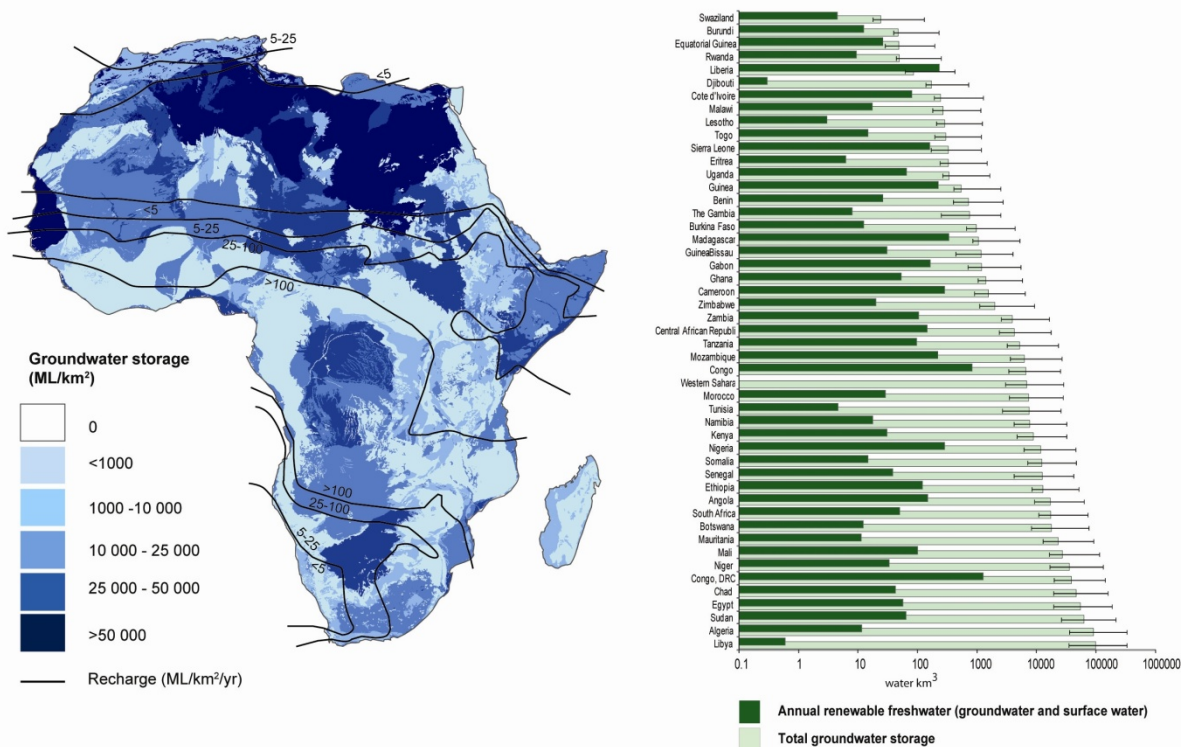 5-25
<5
<5
5-25
25-100
>100
>100
25-100
5-25
<5
Groundwater storage
(ML/km²)
0
<1000
1000 -10 000
10 000 - 25 000
25 000 - 50 000
>50 000
Recharge (ML/km²/yr)
Swaziland
Burundi
Equatorial Guinea
Rwanda
Liberia
Djibouti
Cote d'Ivoire
Malawi
Lesotho
Togo
Sierra Leone
Eritrea
Uganda
Guinea
Benin
The Gambia
Burkina Faso
Madagascar
GuineaBissau
Gabon
Ghana
Cameroon
Zimbabwe
Zambia
Central African Republi
Tanzania
Mozambique
Congo
Western Sahara
Morocco
Tunisia
Namibia
Kenya
Nigeria
Somalia
Senegal
Ethiopia
Angola
South Africa
Botswana
Mauritania
Mali
Niger
Congo, DRC
Chad
Egypt
Sudan
Algeria
Libya
0.1 1 10 100 1000 10000 100000 1000000
water km³
Annual renewable freshwater (groundwater and surface water)
Total groundwater storage